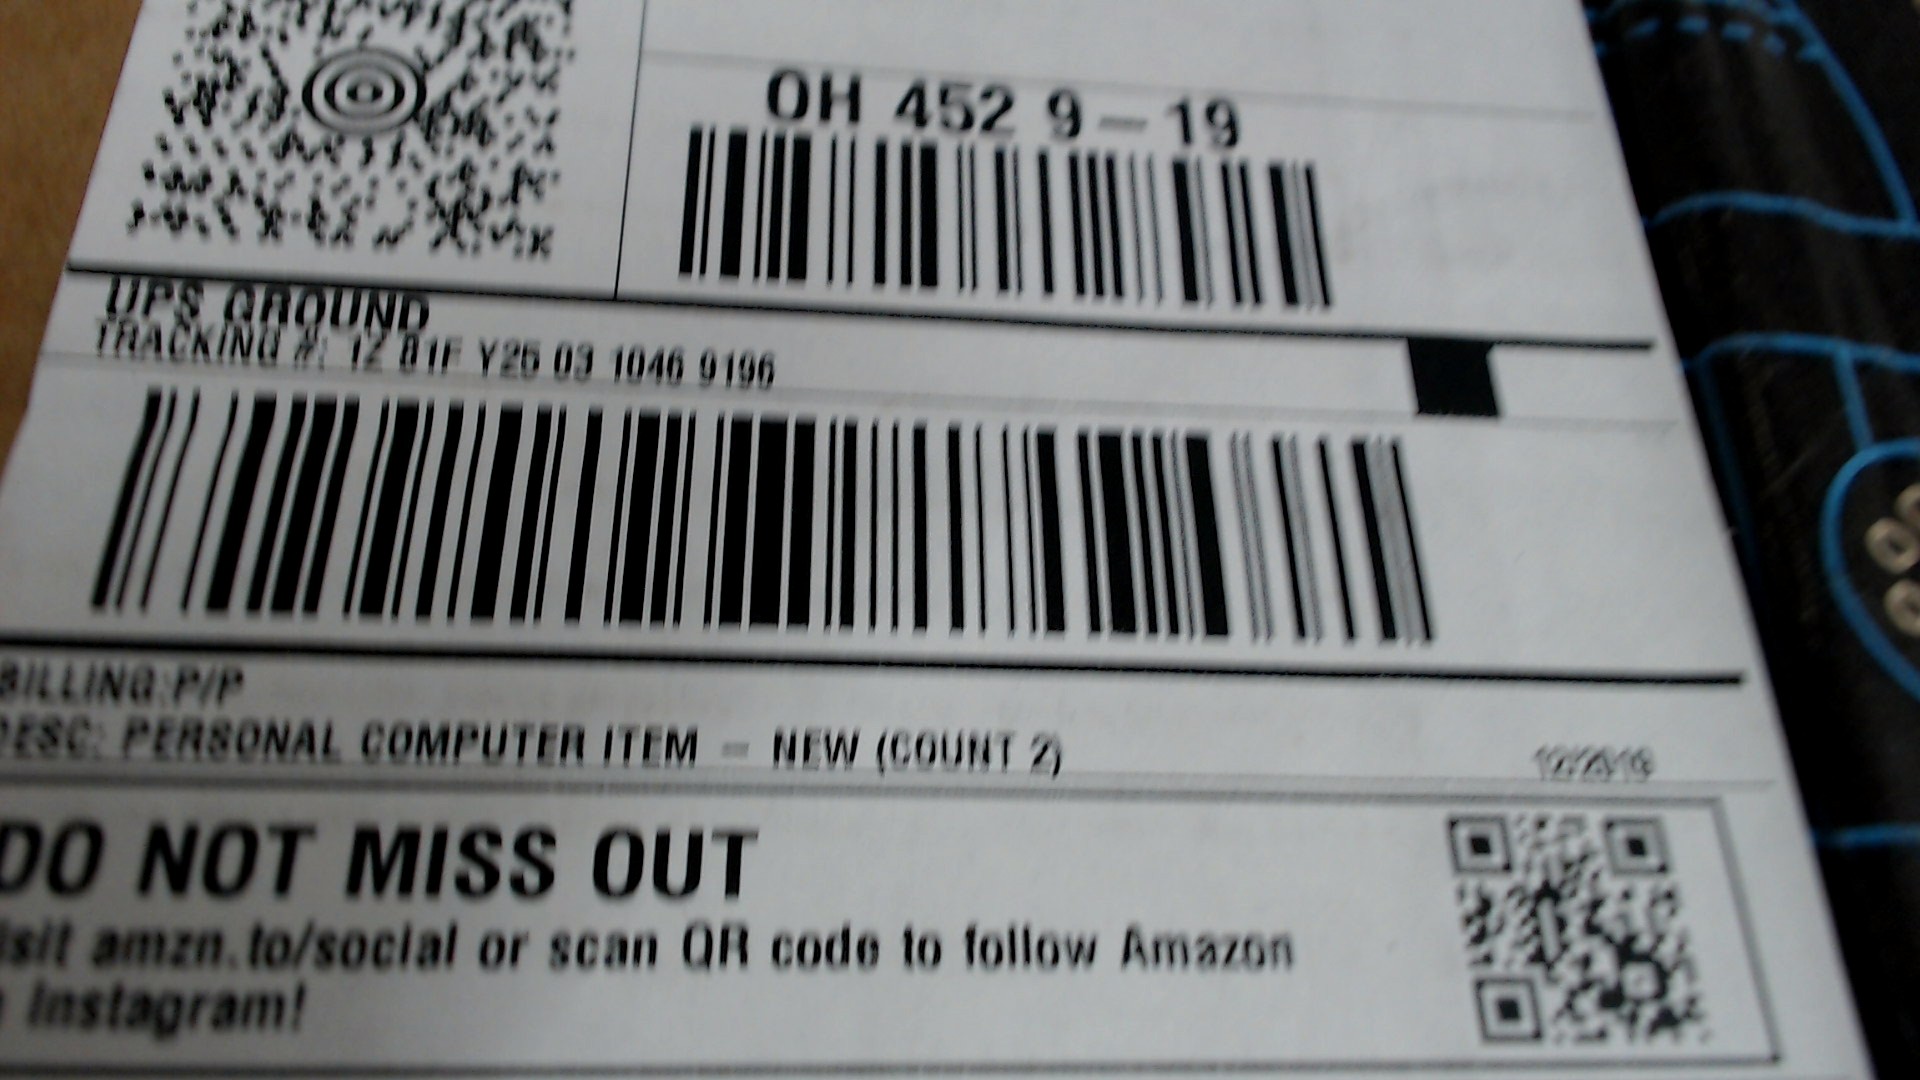 OH 452 9-19
UPS GROUND
TRACKING #: 1Z 81F Y25 03 1046 9196
BILLING:P/P
DESC: PERSONAL COMPUTER ITEM - NEW (COUNT 2)
DO NOT MISS OUT
isit amzn.to/social or scan QR code to follow Amazon
Instagram!